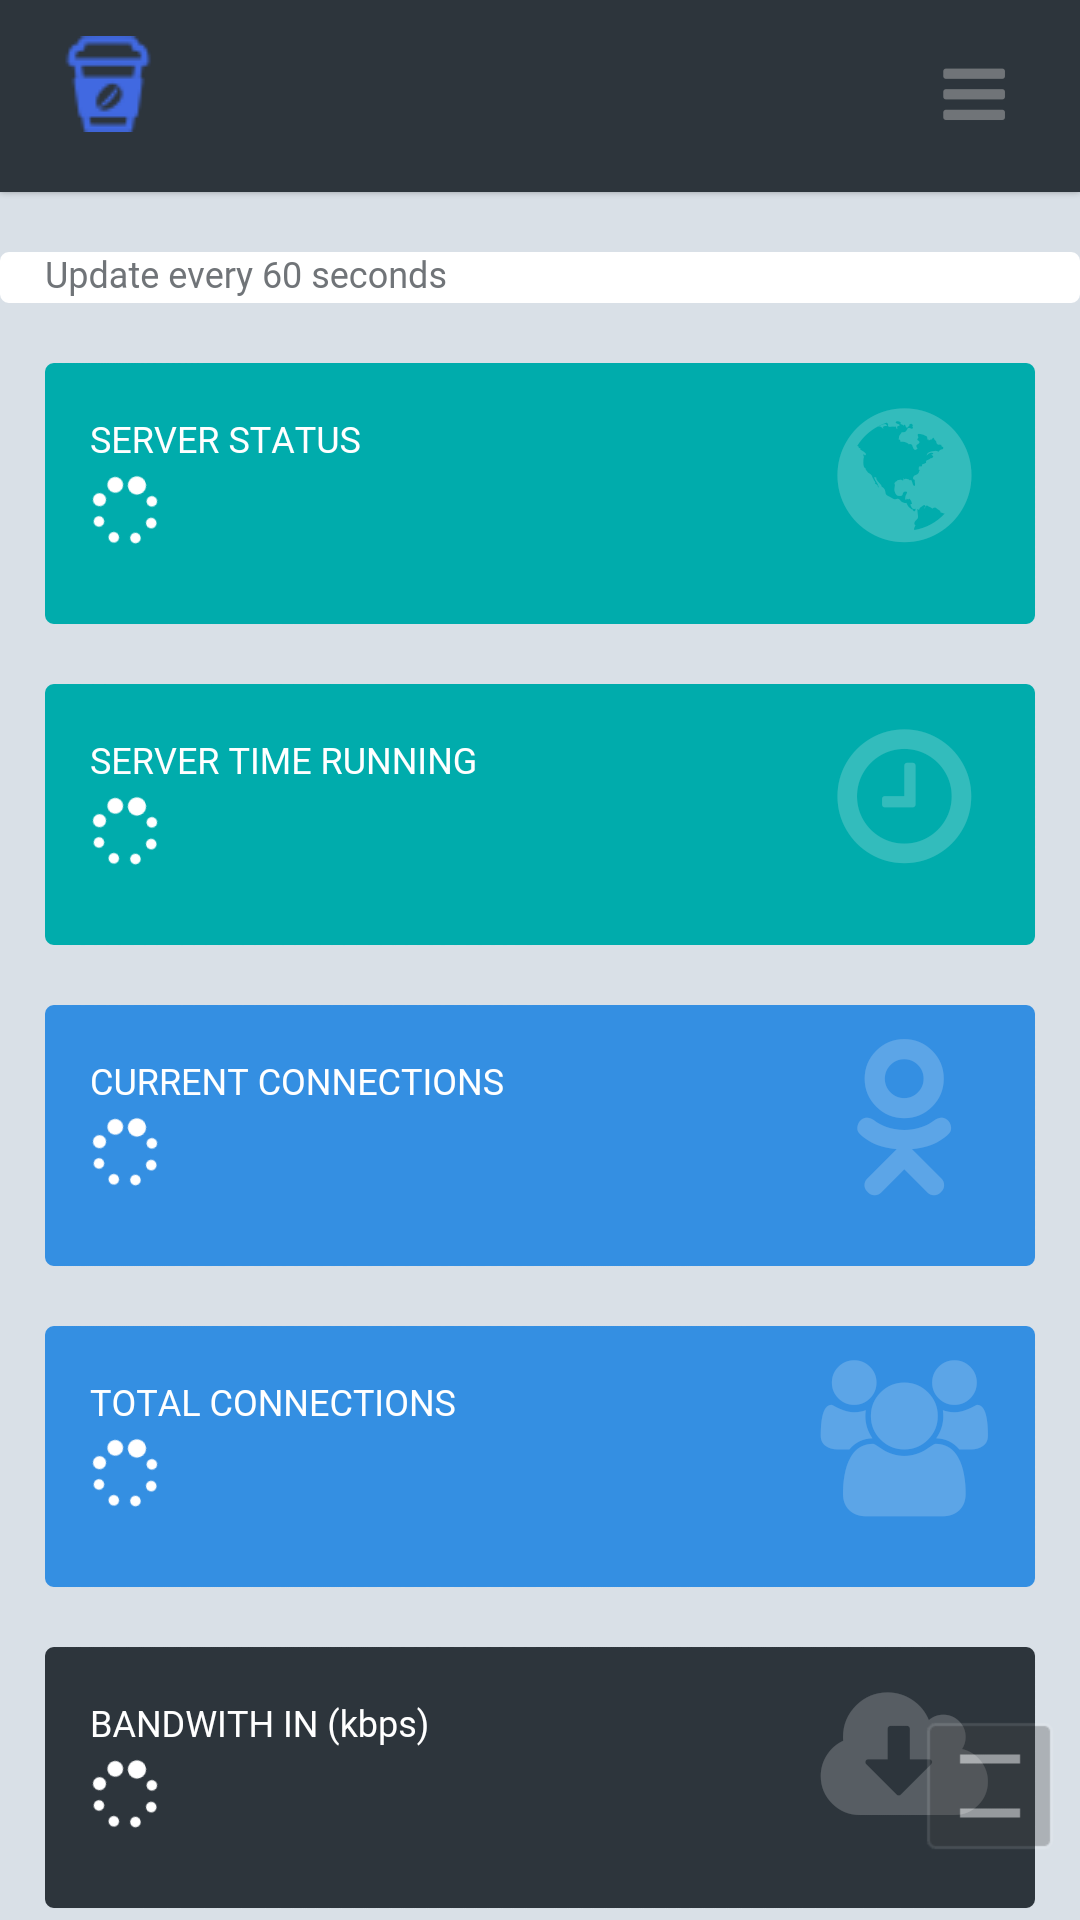 Update every 60 seconds
SERVER STATUS
SERVER TIME RUNNING
CURRENT CONNECTIONS
TOTAL CONNECTIONS
BANDWITH IN (kbps)